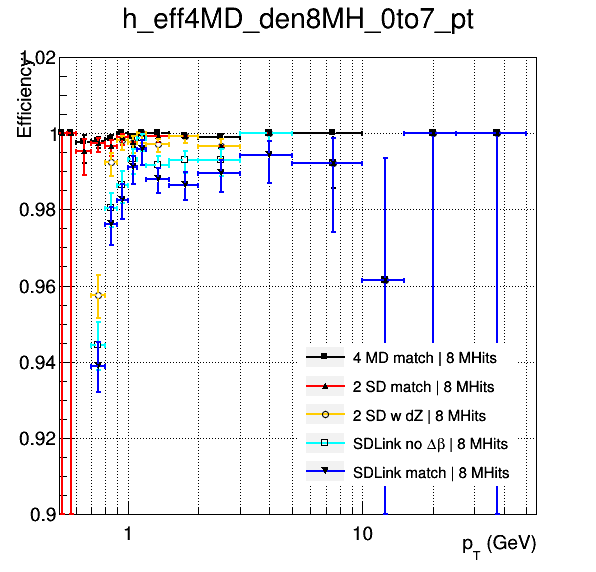 h_eff4MD_den8MH_0to7_pt
Efficiency
1.02
1
0.98
0.96
0.94
0.92
0.9
4 MD match | 8 MHits
2 SD match | 8 MHits
2 SD w dZ | 8 MHits
SDLink no Δβ | 8 MHits
SDLink match | 8 MHits
1
10
p_T (GeV)